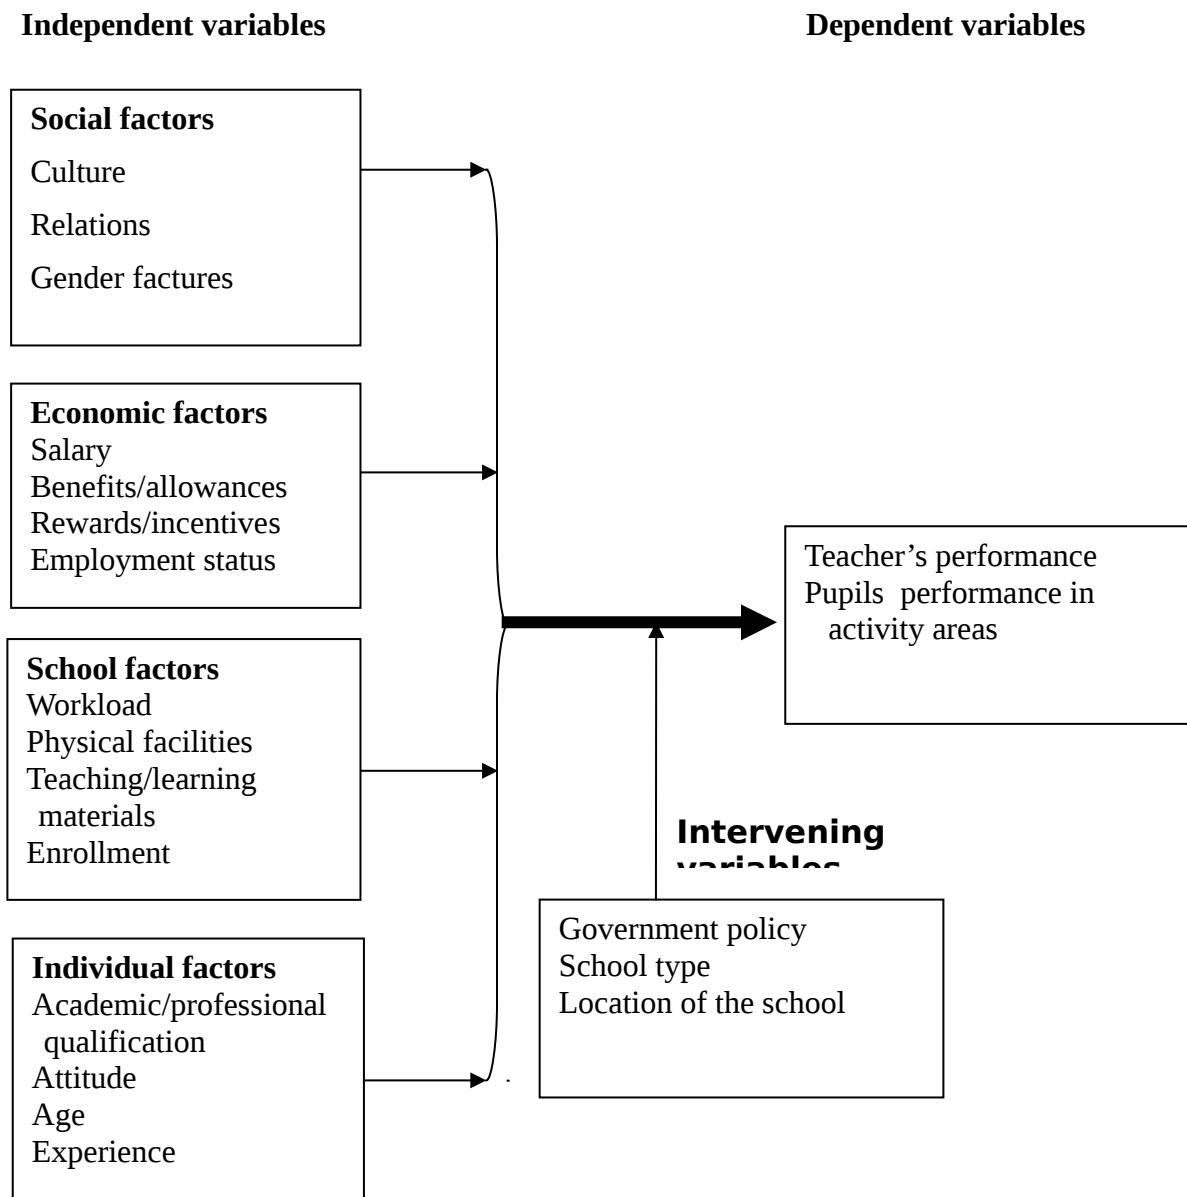 Independent variables
Dependent variables
Social factors
Culture
Relations
Gender factures
Economic factors
Salary
Benefits/allowances
Rewards/incentives
Employment status
Teacher’s performance
Pupils  performance in
activity areas
School factors
Workload
Physical facilities
Teaching/learning
materials
Enrollment
Intervening
variables
Government policy
School type
Location of the school
Individual factors
Academic/professional
qualification
Attitude
Age
Experience